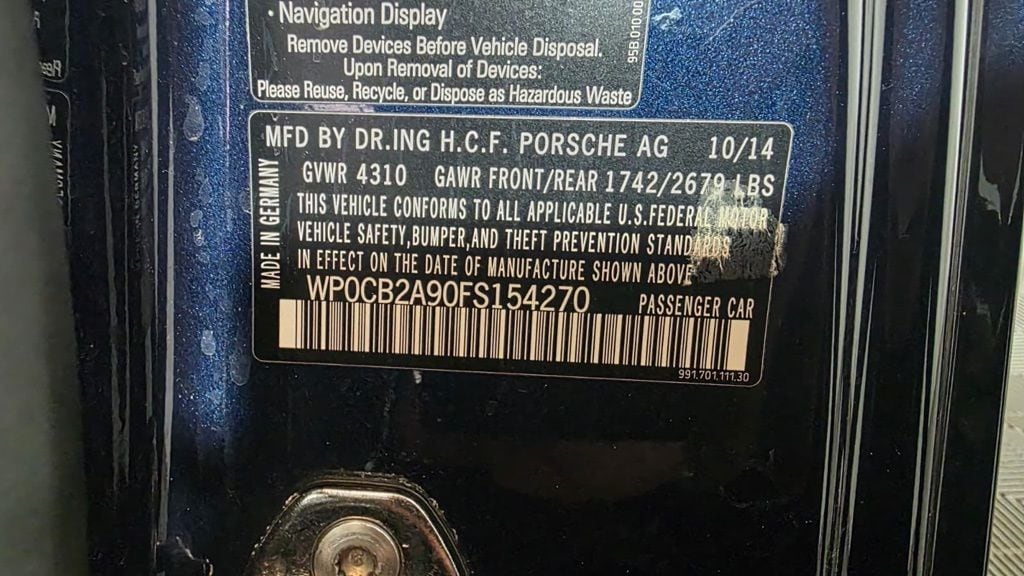 • Navigation Display
Remove Devices Before Vehicle Disposal.
Upon Removal of Devices:
Please Reuse, Recycle, or Dispose as Hazardous Waste
95B.010.00
MFD BY DR.ING H.C.F. PORSCHE AG 10/14
GVWR 4310 GAWR FRONT/REAR 1742/2679 LBS
THIS VEHICLE CONFORMS TO ALL APPLICABLE U.S.FEDERAL MOTOR
VEHICLE SAFETY,BUMPER,AND THEFT PREVENTION STANDARDS
IN EFFECT ON THE DATE OF MANUFACTURE SHOWN ABOVE
MADE IN GERMANY
WP0CB2A90FS154270 PASSENGER CAR
991.701.111.30